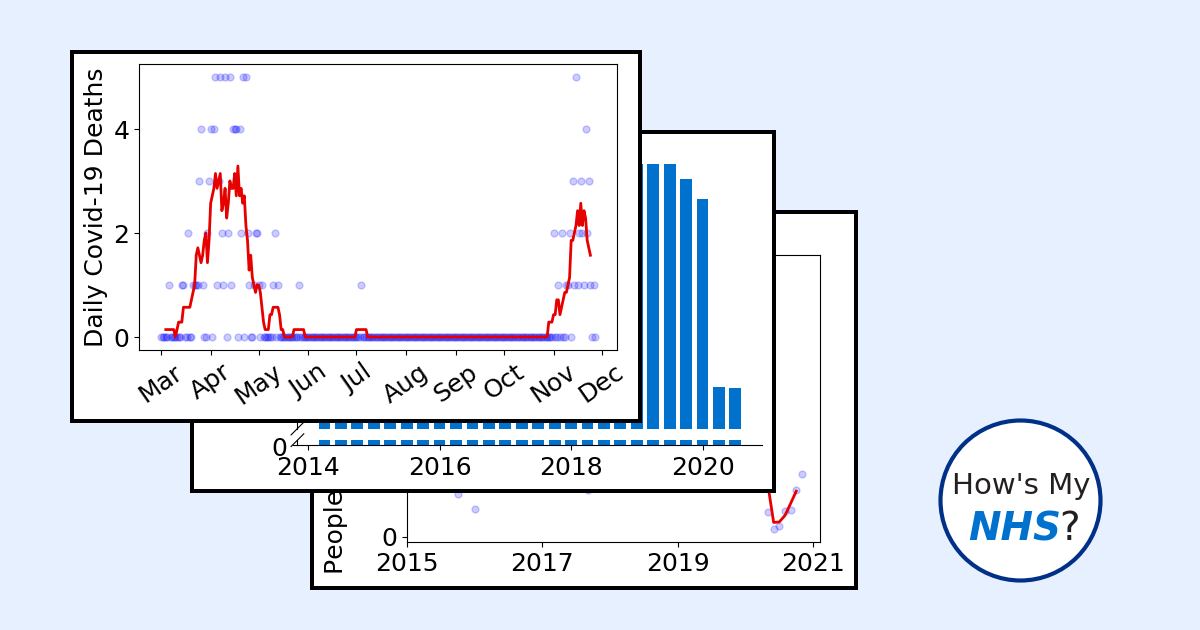 Daily Covid-19 Deaths
4
2
0
Mar Apr May Jun Jul Aug Sep Oct Nov Dec
0
2014 2016 2018 2020
People
0
2015 2017 2019 2021
How's My
NHS?